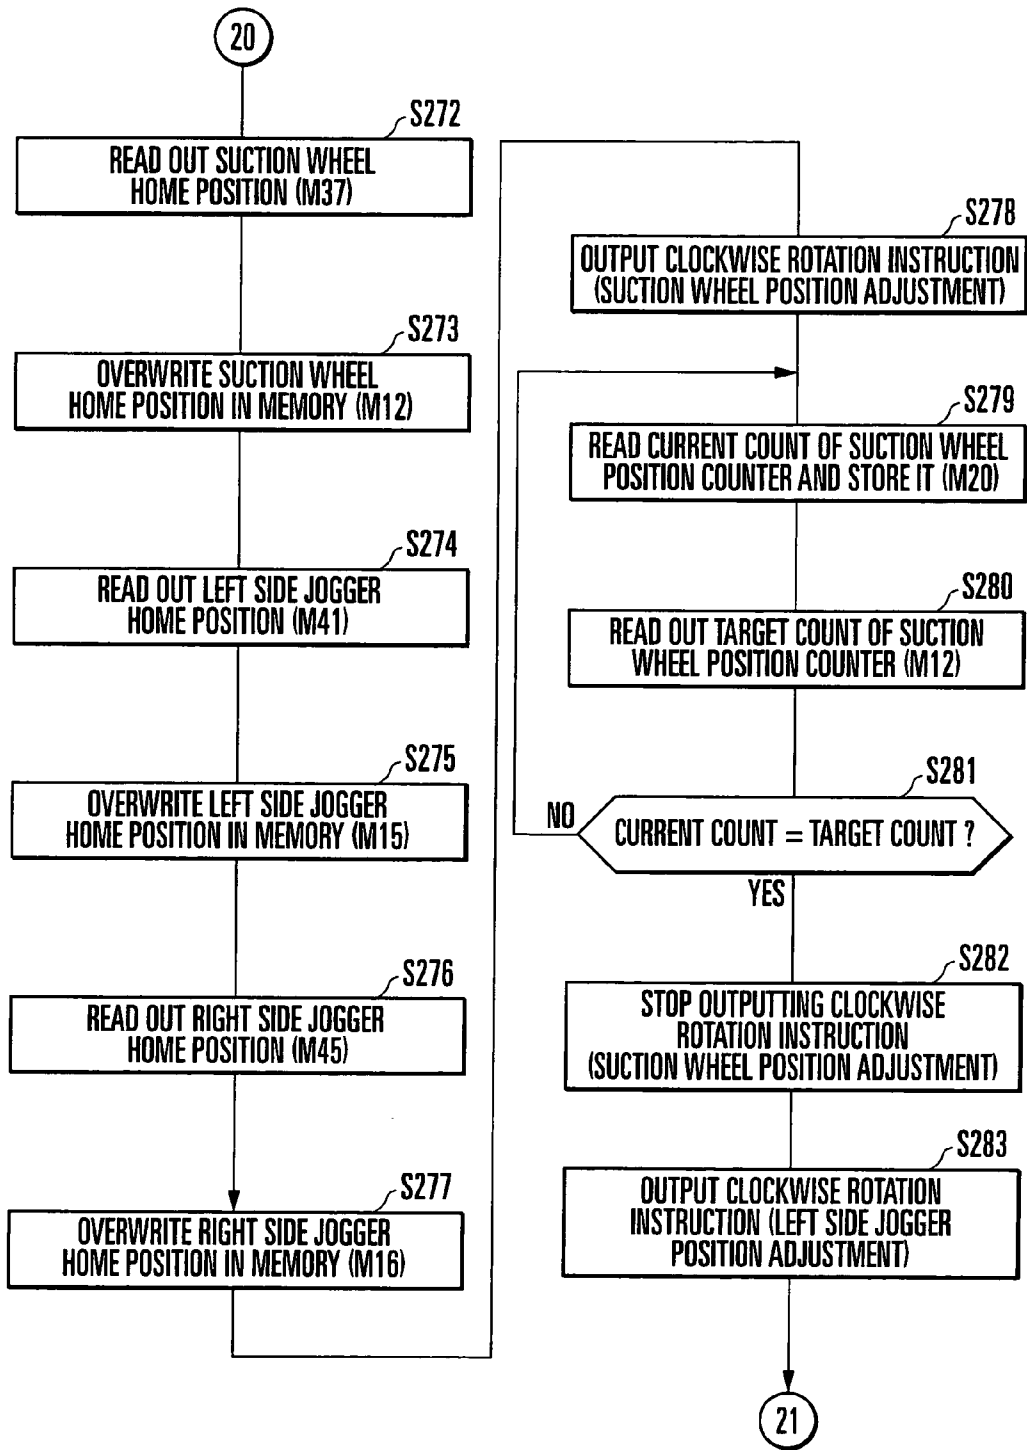 20
S272
READ OUT SUCTION WHEEL
HOME POSITION (M37)
S273
OVERWRITE SUCTION WHEEL
HOME POSITION IN MEMORY (M12)
S274
READ OUT LEFT SIDE JOGGER
HOME POSITION (M41)
S275
OVERWRITE LEFT SIDE JOGGER
HOME POSITION IN MEMORY (M15)
S276
READ OUT RIGHT SIDE JOGGER
HOME POSITION (M45)
S277
OVERWRITE RIGHT SIDE JOGGER
HOME POSITION IN MEMORY (M16)
S278
OUTPUT CLOCKWISE ROTATION INSTRUCTION
(SUCTION WHEEL POSITION ADJUSTMENT)
S279
READ CURRENT COUNT OF SUCTION WHEEL
POSITION COUNTER AND STORE IT (M20)
S280
READ OUT TARGET COUNT OF SUCTION
WHEEL POSITION COUNTER (M12)
S281
NO
CURRENT COUNT = TARGET COUNT ?
YES
S282
STOP OUTPUTTING CLOCKWISE
ROTATION INSTRUCTION
(SUCTION WHEEL POSITION ADJUSTMENT)
S283
OUTPUT CLOCKWISE ROTATION
INSTRUCTION (LEFT SIDE JOGGER
POSITION ADJUSTMENT)
21